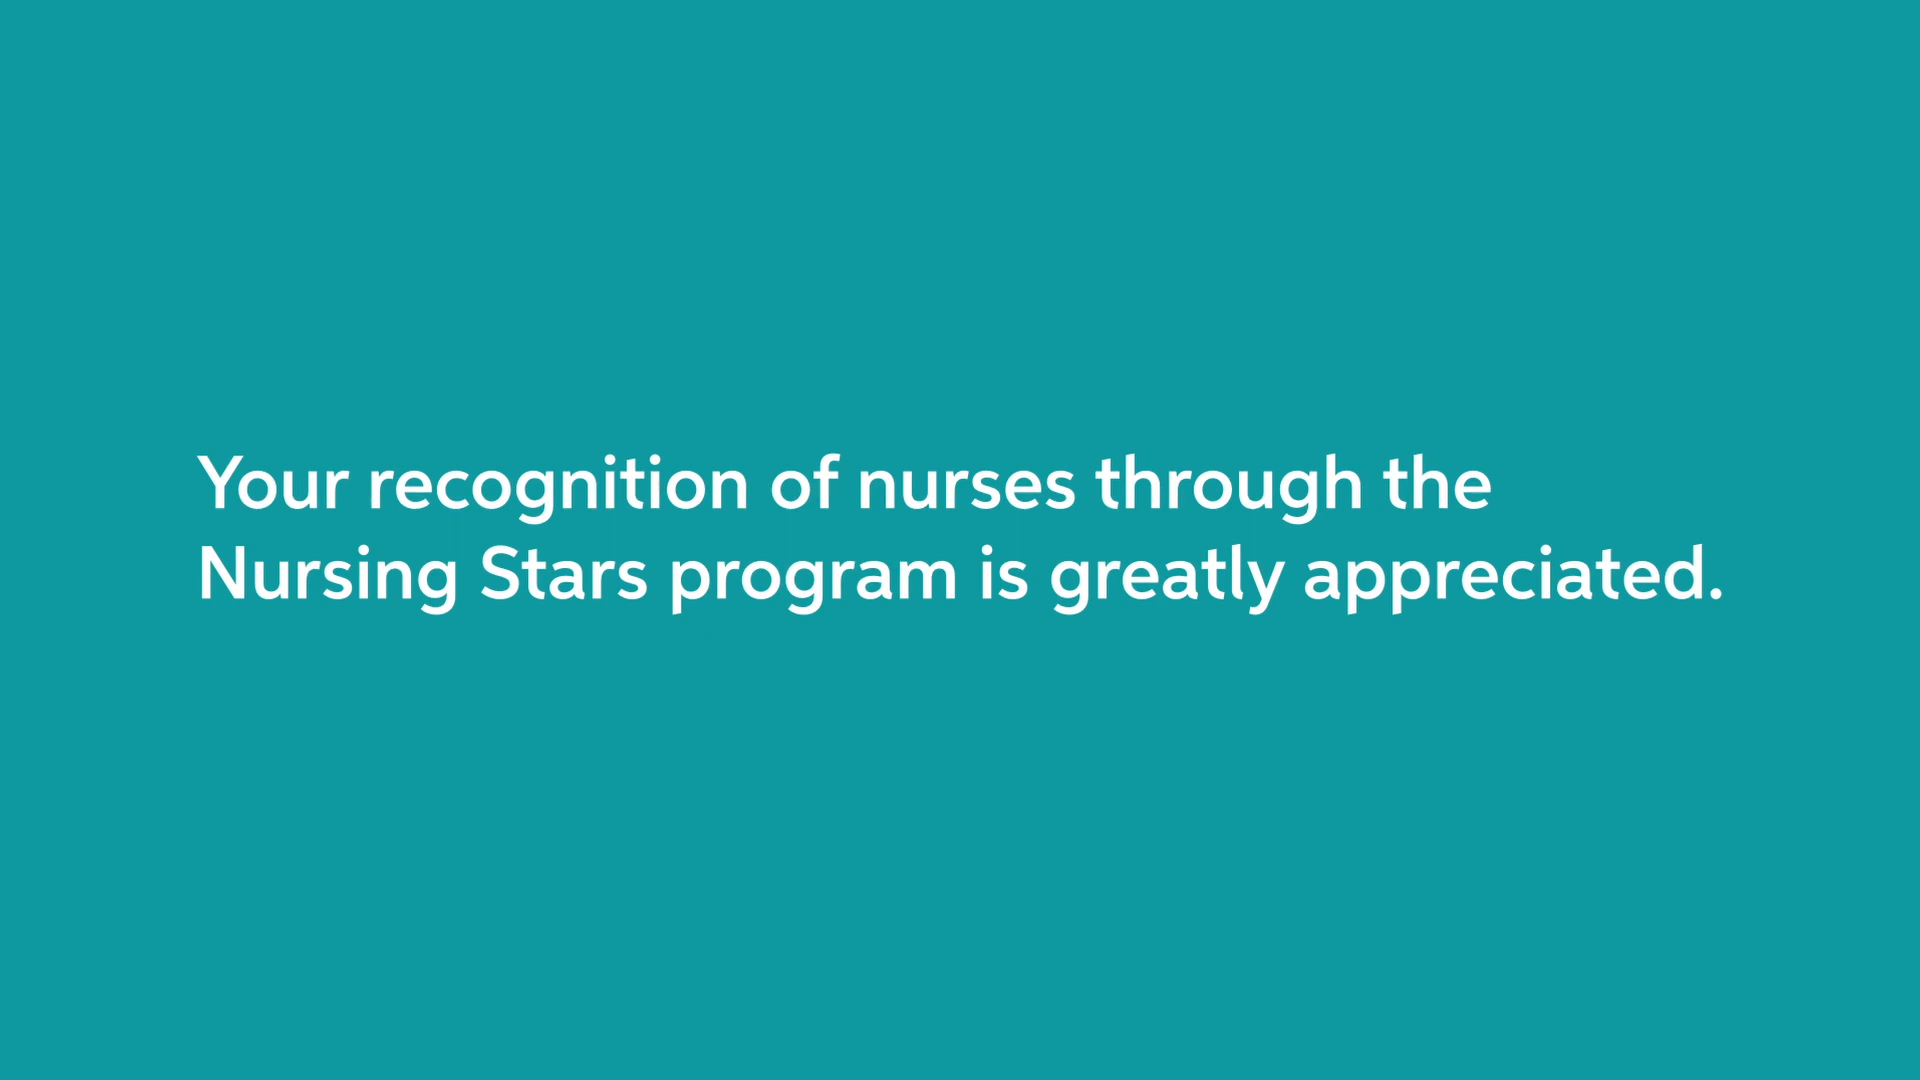 Your recognition of nurses through the
Nursing Stars program is greatly appreciated.